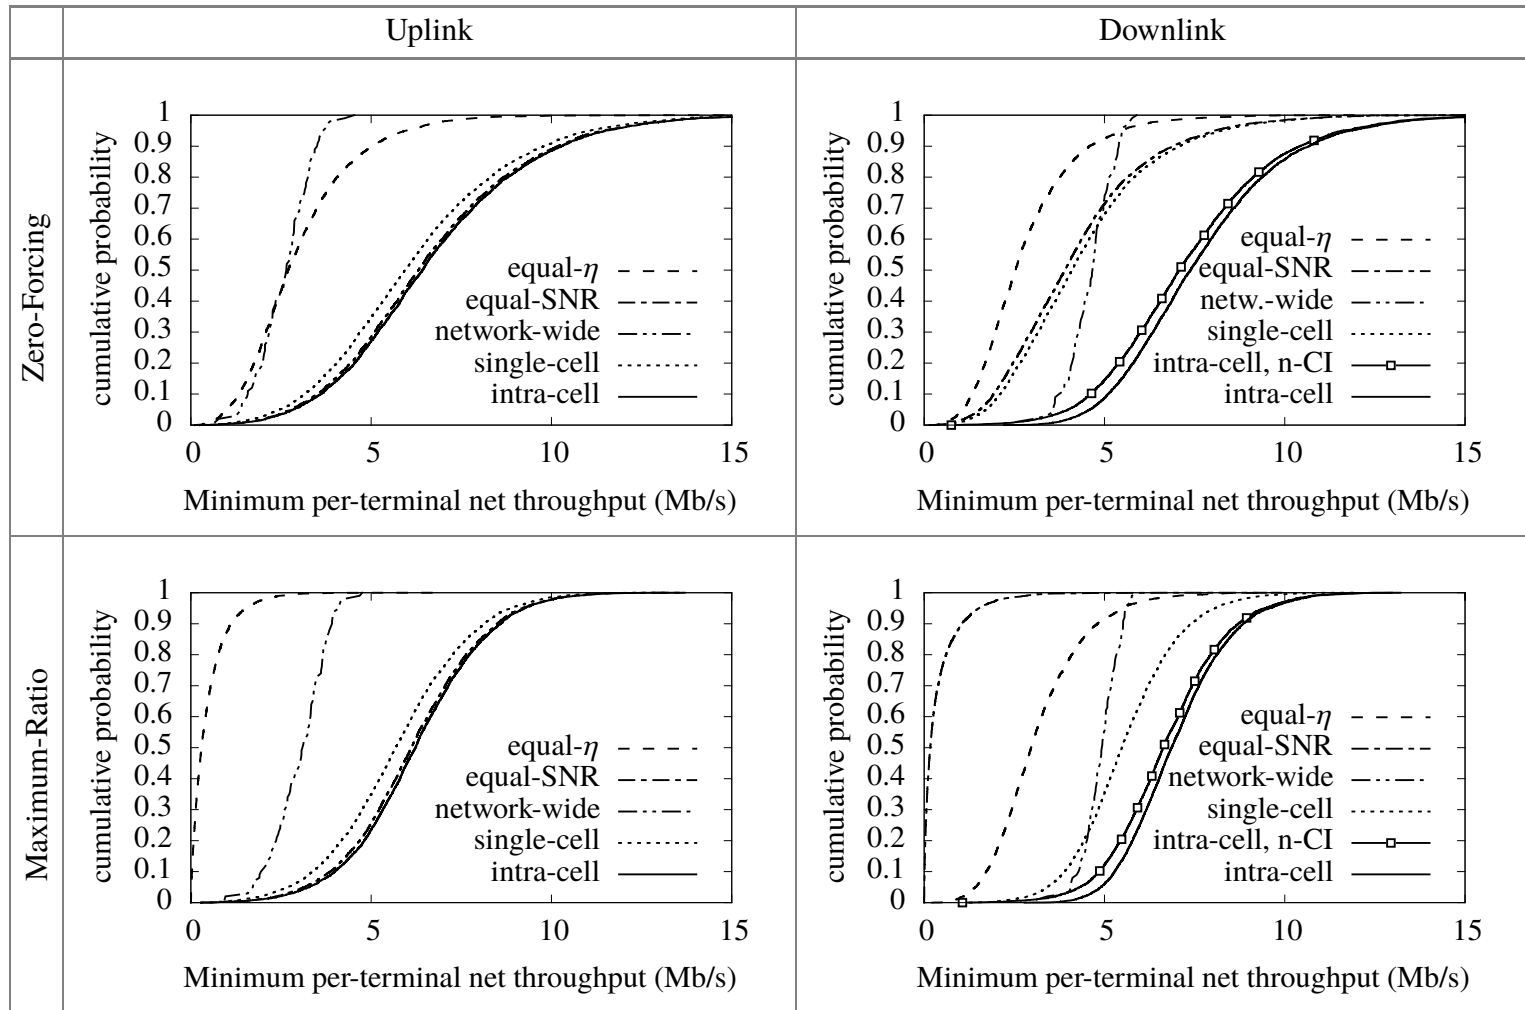 Uplink
Downlink
Zero-Forcing
cumulative probability
1
0.9
0.8
0.7
0.6
0.5
0.4
0.3
0.2
0.1
0
0 5 10 15
Minimum per-terminal net throughput (Mb/s)
equal-η
equal-SNR
network-wide
single-cell
intra-cell
cumulative probability
1
0.9
0.8
0.7
0.6
0.5
0.4
0.3
0.2
0.1
0
0 5 10 15
Minimum per-terminal net throughput (Mb/s)
equal-η
equal-SNR
netw.-wide
single-cell
intra-cell, n-CI
intra-cell
Maximum-Ratio
cumulative probability
1
0.9
0.8
0.7
0.6
0.5
0.4
0.3
0.2
0.1
0
0 5 10 15
Minimum per-terminal net throughput (Mb/s)
equal-η
equal-SNR
network-wide
single-cell
intra-cell
cumulative probability
1
0.9
0.8
0.7
0.6
0.5
0.4
0.3
0.2
0.1
0
0 5 10 15
Minimum per-terminal net throughput (Mb/s)
equal-η
equal-SNR
network-wide
single-cell
intra-cell, n-CI
intra-cell